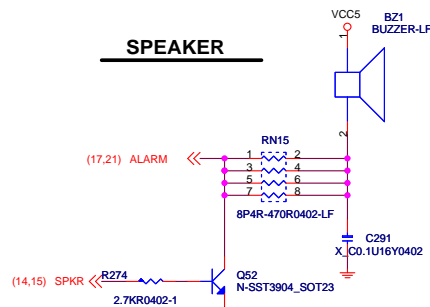 VCC5
BZ1
BUZZER-LF
SPEAKER
1
2
RN15
(17,21) ALARM
1 2
3 4
5 6
7 8
8P4R-470R0402-LF
C291
X_C0.1U16Y0402
(14,15) SPKR
R274
2.7KR0402-1
Q52
N-SST3904_SOT23